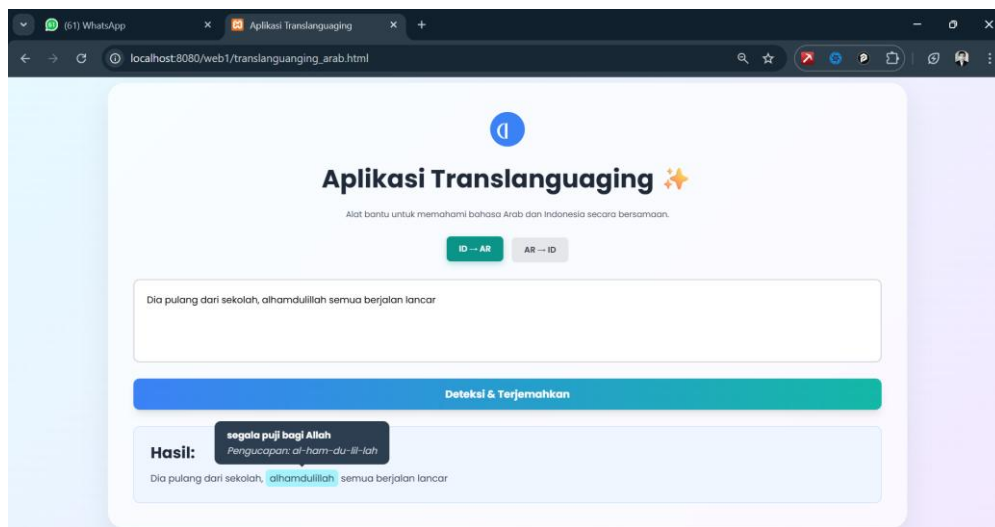 (61) WhatsApp
Aplikasi Translanguaging
localhost:8080/web1/translanguanging_arab.html
Aplikasi Translanguaging ✨
Alat bantu untuk memahami bahasa Arab dan Indonesia secara bersamaan.
ID → AR
AR → ID
Dia pulang dari sekolah, alhamdulillah semua berjalan lancar
Deteksi & Terjemahkan
segala puji bagi Allah
Pengucapan: al-ham-du-lil-lah
Hasil:
Dia pulang dari sekolah, alhamdulillah semua berjalan lancar